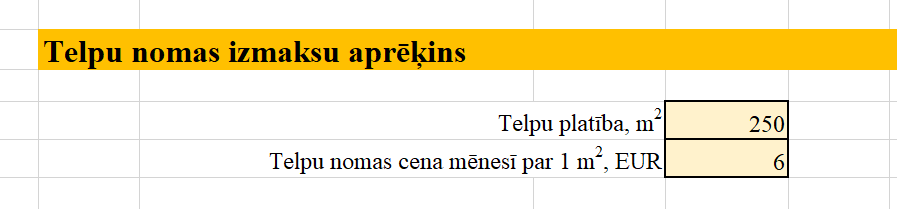 Telpu nomas izmaksu aprēķins
Telpu platība, m² 250
Telpu nomas cena mēnesī par 1 m², EUR 6